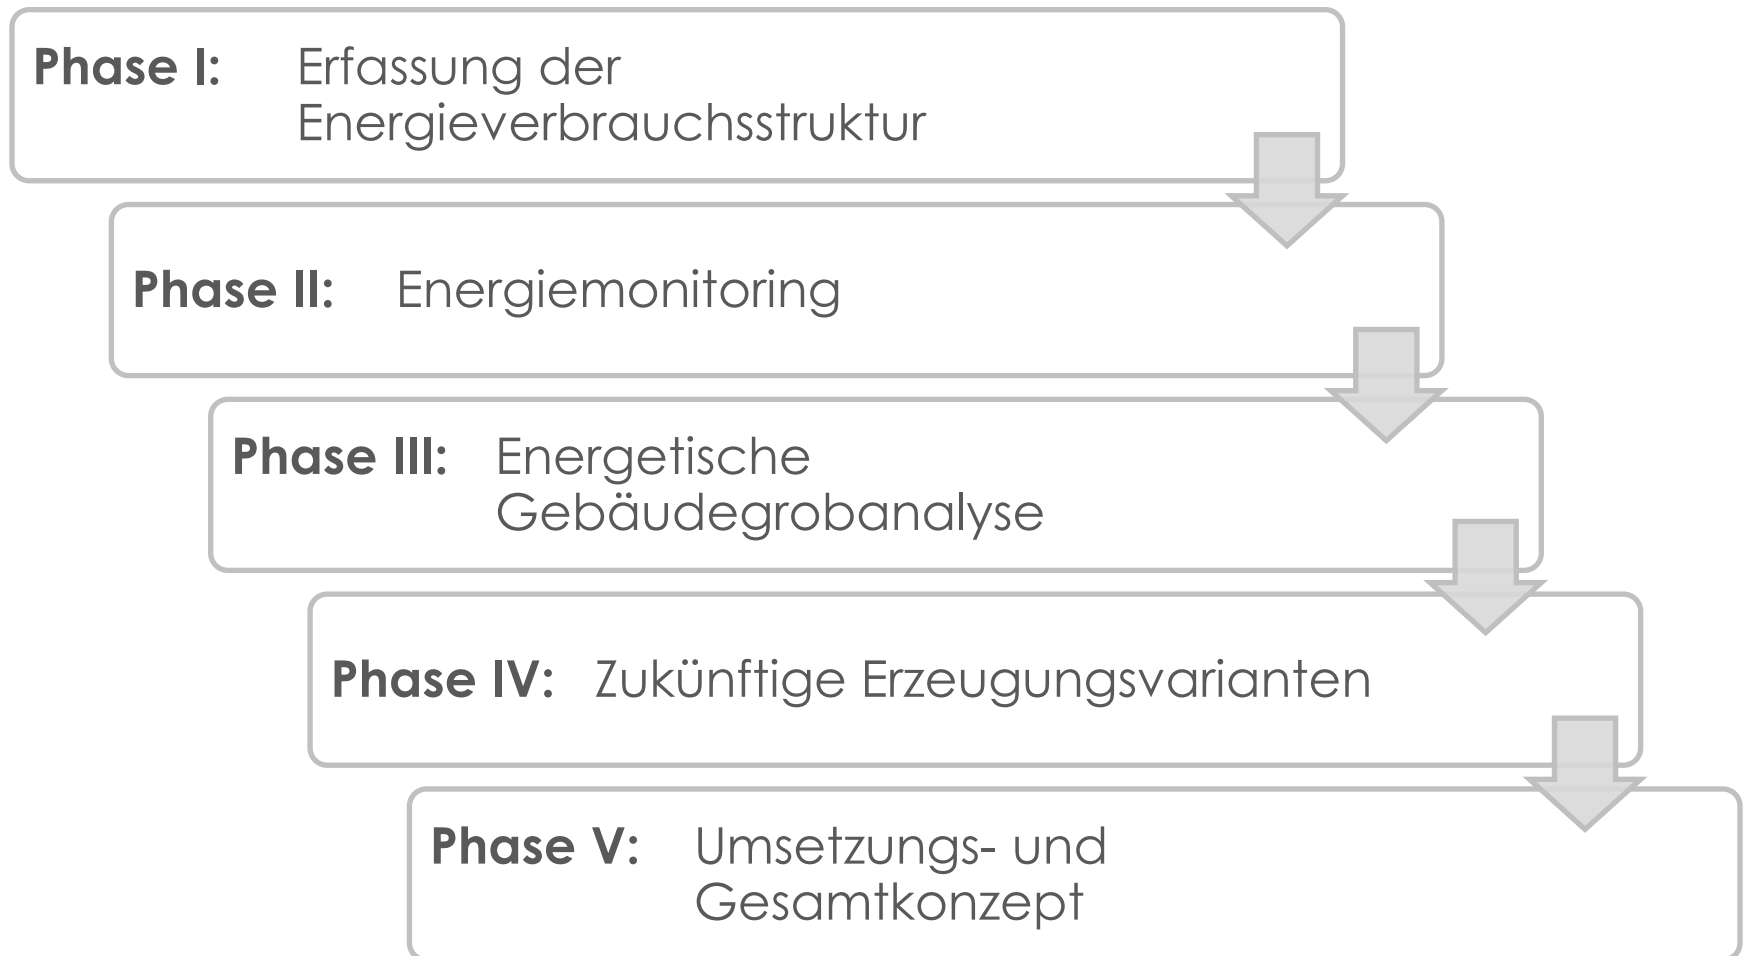 Phase I: Erfassung der
Energieverbrauchsstruktur
Phase II: Energiemonitoring
Phase III: Energetische
Gebäudegrobanalyse
Phase IV: Zukünftige Erzeugungsvarianten
Phase V: Umsetzungs- und
Gesamtkonzept